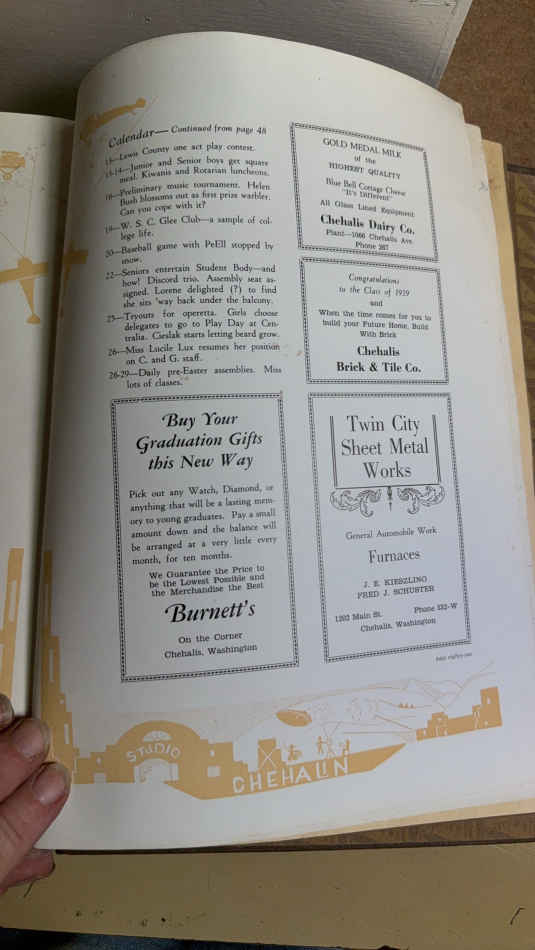 Calendar— Continued from page 48
13—Lewis County one act play contest.
13-14—Junior and Senior boys get square
meal. Kiwanis and Rotarian luncheons.
16—Preliminary music tournament. Helen
Bush blossoms out as first prize warbler.
Can you cope with it?
19—W. S. C. Glee Club—a sample of col-
lege life.
20—Baseball game with PeEll stopped by
snow.
22—Seniors entertain Student Body—and
how! Discord trio. Assembly seat as-
signed. Lorene delighted (?) to find
she sits 'way back under the balcony.
25—Tryouts for operetta. Girls choose
delegates to go to Play Day at Cen-
tralia. Cieslak starts letting beard grow.
26—Miss Lucile Lux resumes her position
on C. and G. staff.
28-29—Daily pre-Easter assemblies. Miss
lots of classes.
Buy Your
Graduation Gifts
this New Way
Pick out any Watch, Diamond, or
anything that will be a lasting mem-
ory to young graduates. Pay a small
amount down and the balance will
be arranged at a very little every
month, for ten months.
We Guarantee the Price to
be the Lowest Possible and
the Merchandise the Best
Burnett's
On the Corner
Chehalis, Washington
GOLD MEDAL MILK
of the
HIGHEST QUALITY
Blue Bell Cottage Cheese
"It's Different"
All Glass Lined Equipment
Chehalis Dairy Co.
Plant—1066 Chehalis Ave.
Phone 267
Congratulations
to the Class of 1929
and
When the time comes for you to
build your Future Home, Build
With Brick
Chehalis
Brick & Tile Co.
Twin City
Sheet Metal
Works
General Automobile Work
Furnaces
J. E. KIESZLING
FRED J. SCHUSTER
1203 Main St. Phone 532-W
Chehalis, Washington
page eighty-one
STUDIO
CHEHALIN